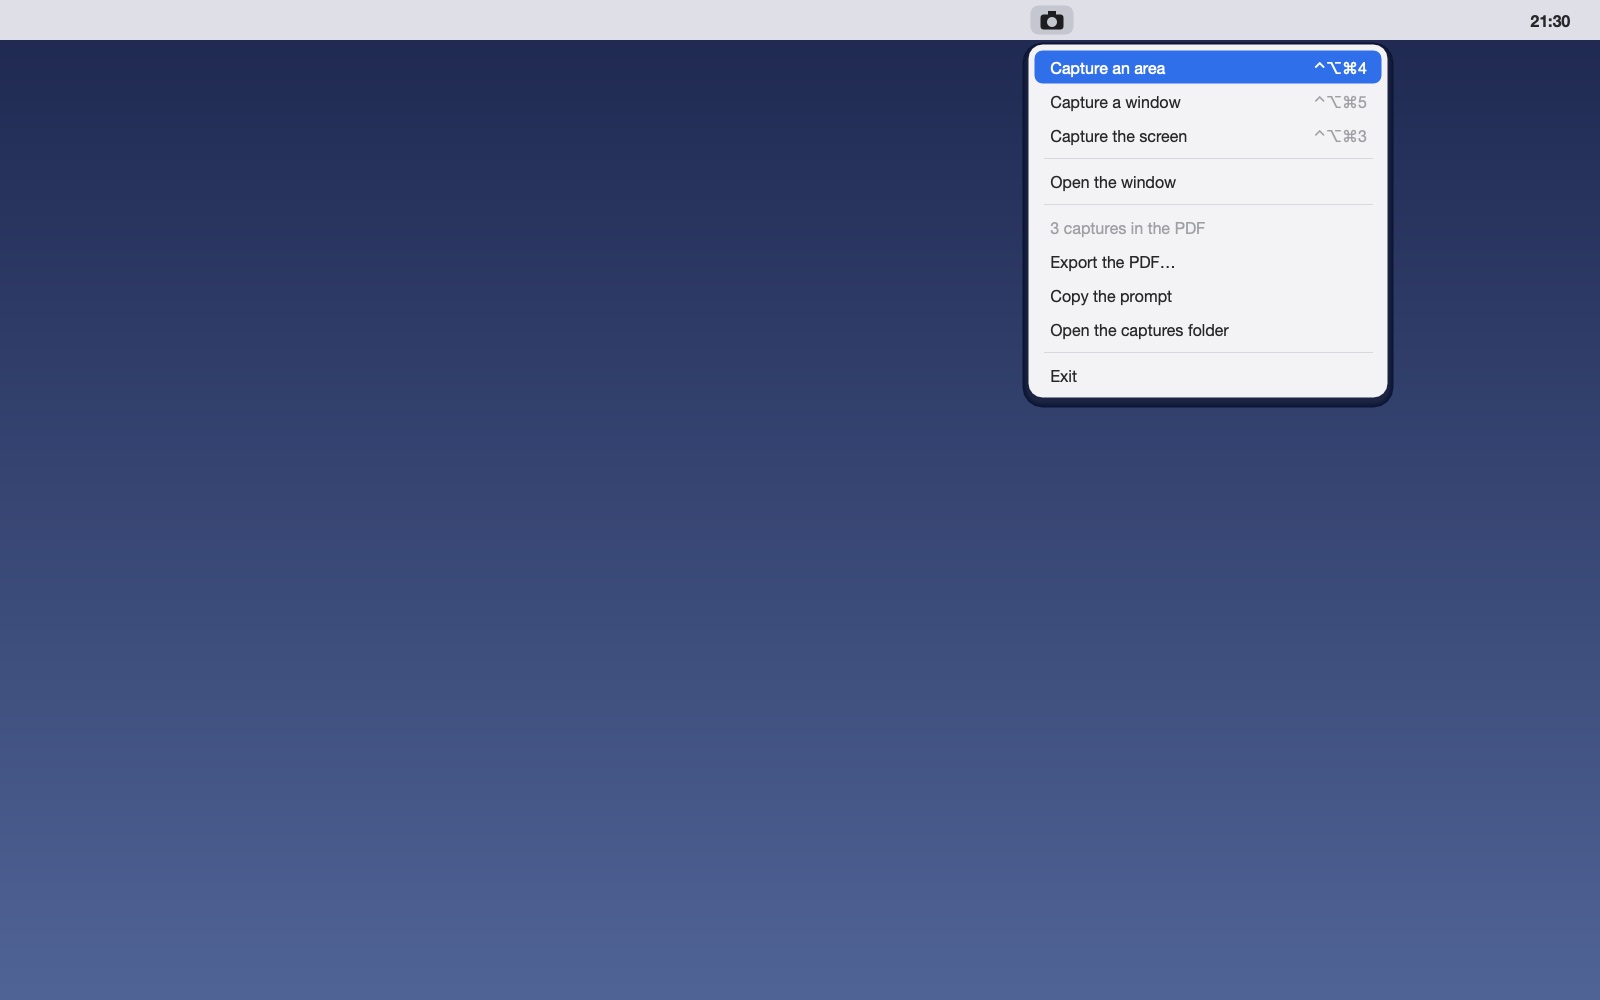 21:30
Capture an area ^⌥⌘4
Capture a window ^⌥⌘5
Capture the screen ^⌥⌘3
Open the window
3 captures in the PDF
Export the PDF…
Copy the prompt
Open the captures folder
Exit